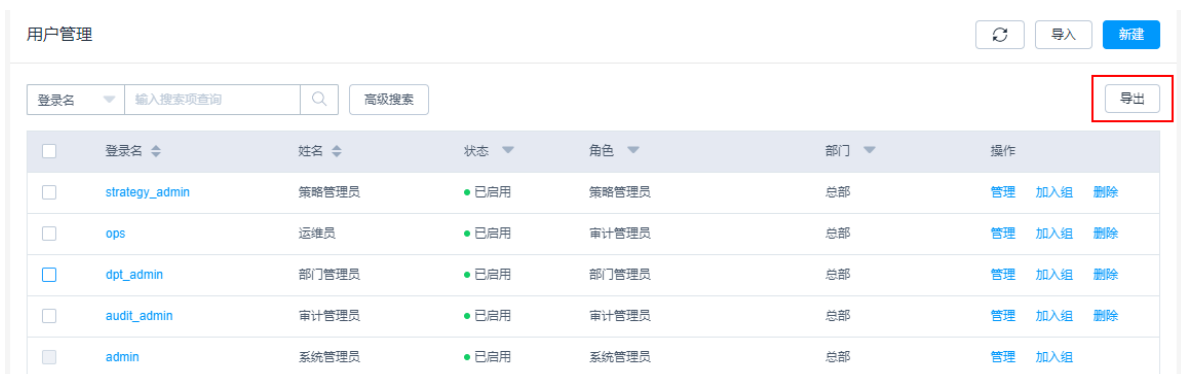 用户管理 导入 新建
登录名 输入搜索项查询 高级搜索 导出
登录名 姓名 状态 角色 部门 操作
strategy_admin 策略管理员 已启用 策略管理员 总部 管理 加入组 删除
ops 运维员 已启用 审计管理员 总部 管理 加入组 删除
dpt_admin 部门管理员 已启用 部门管理员 总部 管理 加入组 删除
audit_admin 审计管理员 已启用 审计管理员 总部 管理 加入组 删除
admin 系统管理员 已启用 系统管理员 总部 管理 加入组